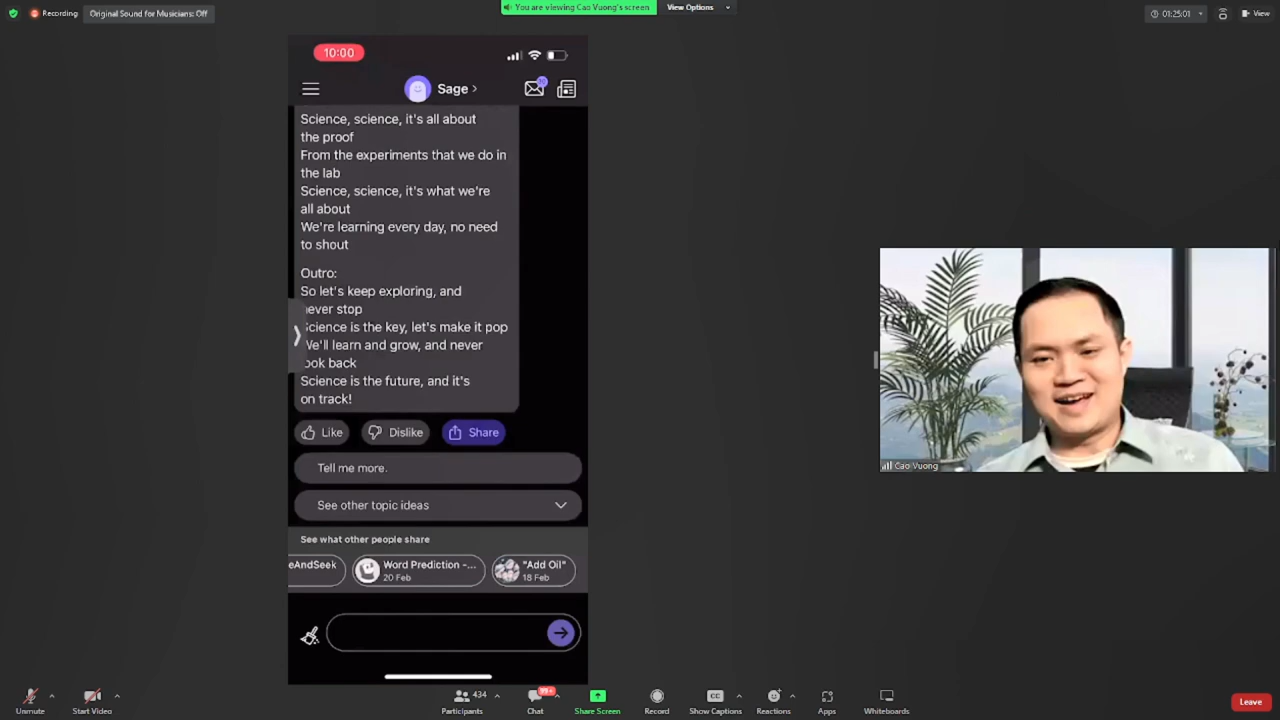 Recording
Original Sound for Musicians: Off
You are viewing Cao Vuong's screen
View Options
01:25:01
View
10:00
Sage >
Science, science, it's all about
the proof
From the experiments that we do in
the lab
Science, science, it's what we're
all about
We're learning every day, no need
to shout
Outro:
So let's keep exploring, and
never stop
Science is the key, let's make it pop
We'll learn and grow, and never
look back
Science is the future, and it's
on track!
Like
Dislike
Share
Tell me more.
See other topic ideas
See what other people share
eAndSeek
Word Prediction -...
20 Feb
"Add Oil"
18 Feb
Cao Vuong
Unmute
Start Video
434
Participants
99+
Chat
Share Screen
Record
CC
Show Captions
Reactions
Apps
Whiteboards
Leave